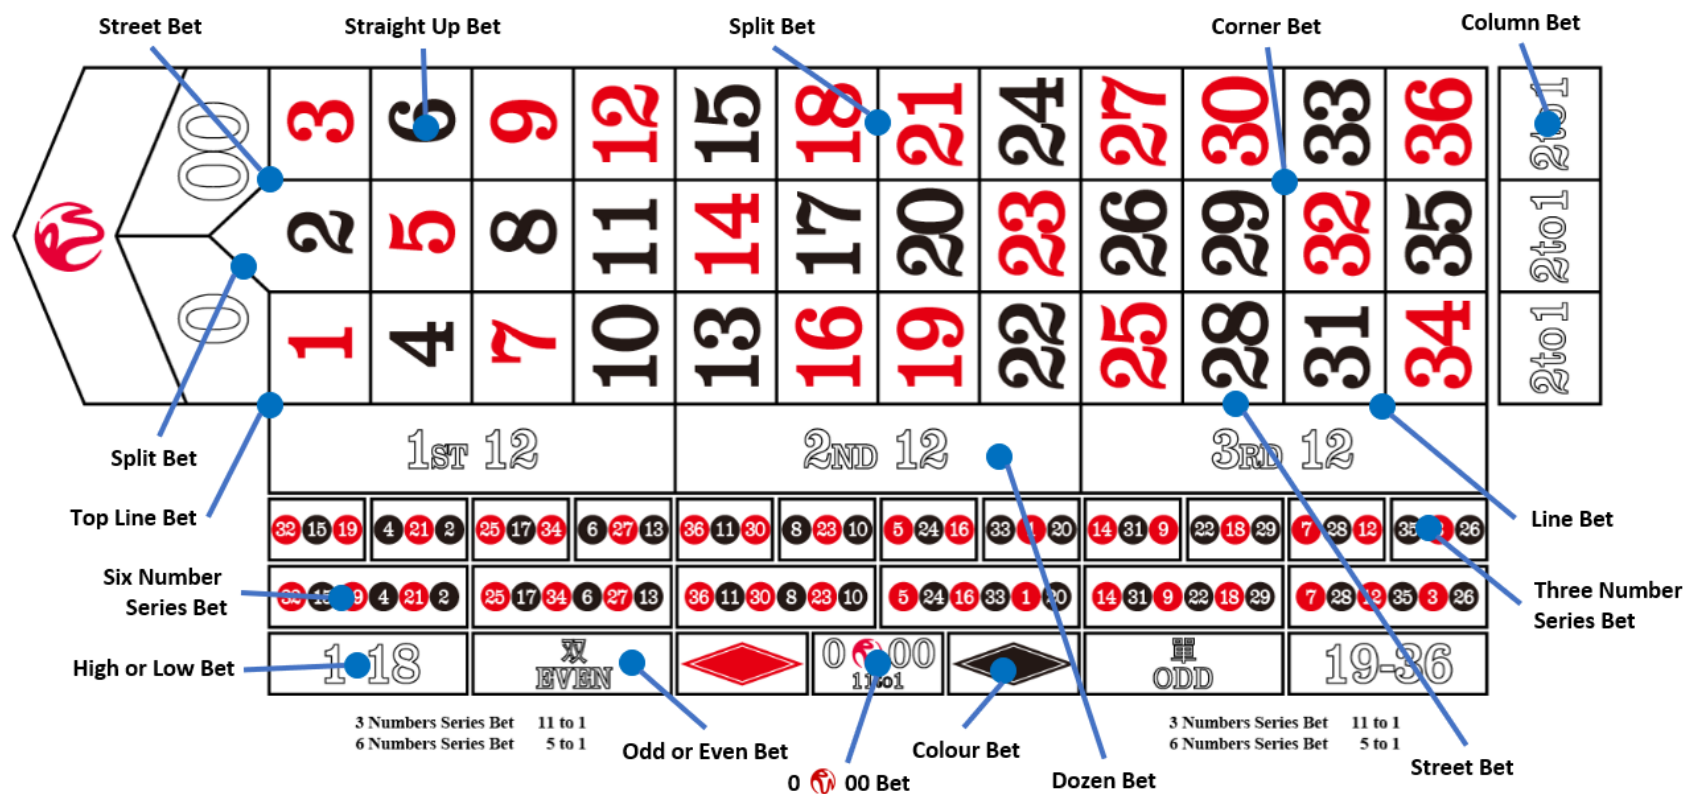 Street Bet
Straight Up Bet
Split Bet
Corner Bet
Column Bet
00 3 6 9 12 15 18 21 24 27 30 33 36 2to1
2 5 8 11 14 17 20 23 26 29 32 35 2to1
0 1 4 7 10 13 16 19 22 25 28 31 34 2to1
Split Bet
1ST 12 2ND 12 3RD 12
Top Line Bet
Line Bet
32 15 19 4 21 2 25 17 34 6 27 13 36 11 30 8 23 10 5 24 16 33 1 20 14 31 9 22 18 29 7 28 12 35 26
Six Number
Series Bet
32 15 19 4 21 2 25 17 34 6 27 13 36 11 30 8 23 10 5 24 16 33 1 20 14 31 9 22 18 29 7 28 12 35 3 26
Three Number
Series Bet
High or Low Bet
1-18 双 0 00 單 19-36
EVEN 11to1 ODD
3 Numbers Series Bet 11 to 1
6 Numbers Series Bet 5 to 1
3 Numbers Series Bet 11 to 1
6 Numbers Series Bet 5 to 1
Odd or Even Bet
Colour Bet
0 00 Bet
Dozen Bet
Street Bet